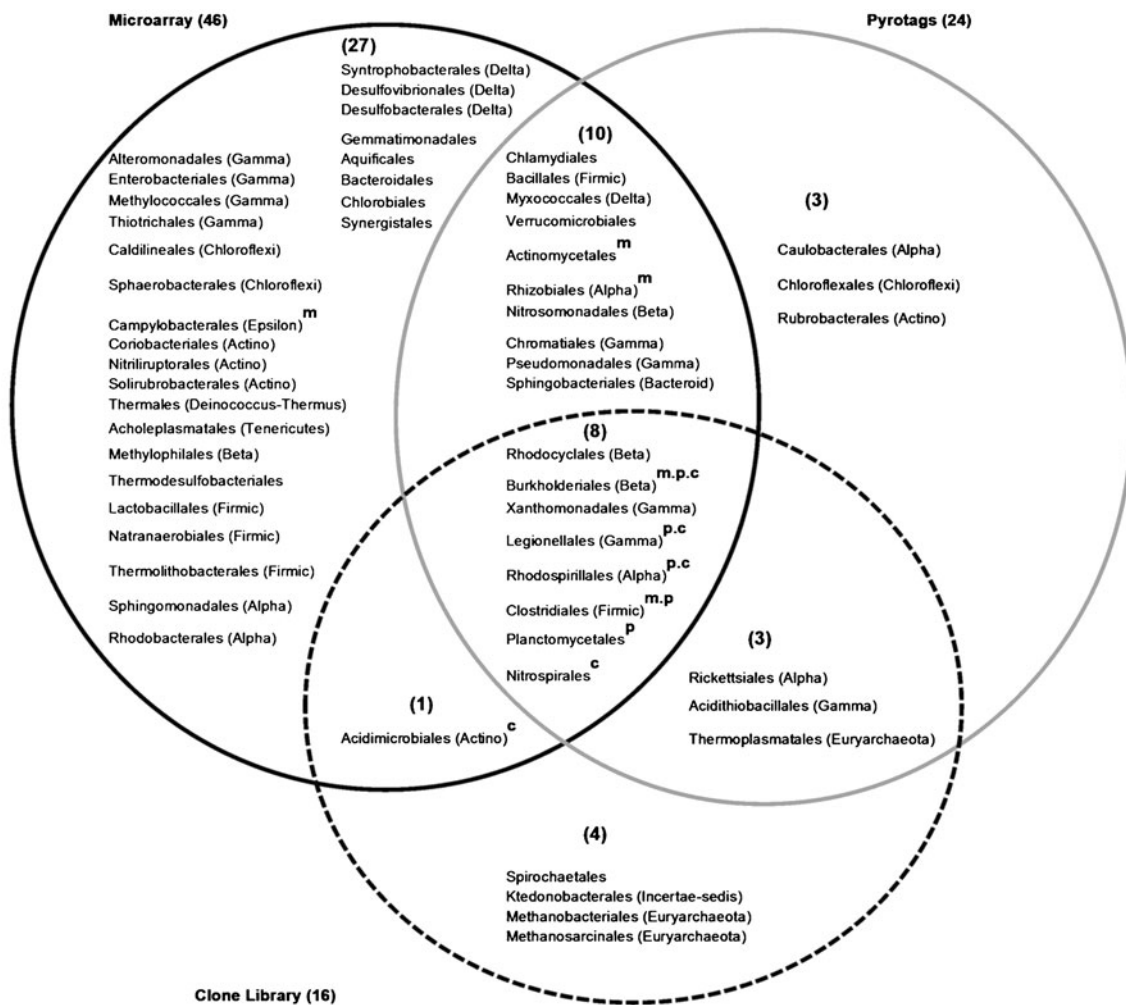 Microarray (46)
Pyrotags (24)
(27)
Syntrophobacterales (Delta)
Desulfovibrionales (Delta)
Desulfobacterales (Delta)
Gemmatimonadales
Aquificales
Bacteroidales
Chlorobiales
Synergistales
Alteromonadales (Gamma)
Enterobacteriales (Gamma)
Methylococcales (Gamma)
Thiotrichales (Gamma)
Caldilineales (Chloroflexi)
Sphaerobacterales (Chloroflexi)
Campylobacterales (Epsilon)m
Coriobacteriales (Actino)
Nitriliruptorales (Actino)
Solirubrobacterales (Actino)
Thermales (Deinococcus-Thermus)
Acholeplasmatales (Tenericutes)
Methylophilales (Beta)
Thermodesulfobacteriales
Lactobacillales (Firmic)
Natranaerobiales (Firmic)
Thermolithobacterales (Firmic)
Sphingomonadales (Alpha)
Rhodobacterales (Alpha)
(10)
Chlamydiales
Bacillales (Firmic)
Myxococcales (Delta)
Verrucomicrobiales
Actinomycetalesm
Rhizobiales (Alpha)m
Nitrosomonadales (Beta)
Chromatiales (Gamma)
Pseudomonadales (Gamma)
Sphingobacteriales (Bacteroid)
(3)
Caulobacterales (Alpha)
Chloroflexales (Chloroflexi)
Rubrobacterales (Actino)
(8)
Rhodocyclales (Beta)
Burkholderiales (Beta)m.p.c
Xanthomonadales (Gamma)
Legionellales (Gamma)p.c
Rhodospirillales (Alpha)p.c
Clostridiales (Firmic)m.p
Planctomycetalesp
Nitrospiralesc
(3)
Rickettsiales (Alpha)
Acidithiobacillales (Gamma)
Thermoplasmatales (Euryarchaeota)
(1)
Acidimicrobiales (Actino)c
(4)
Spirochaetales
Ktedonobacterales (Incertae-sedis)
Methanobacteriales (Euryarchaeota)
Methanosarcinales (Euryarchaeota)
Clone Library (16)